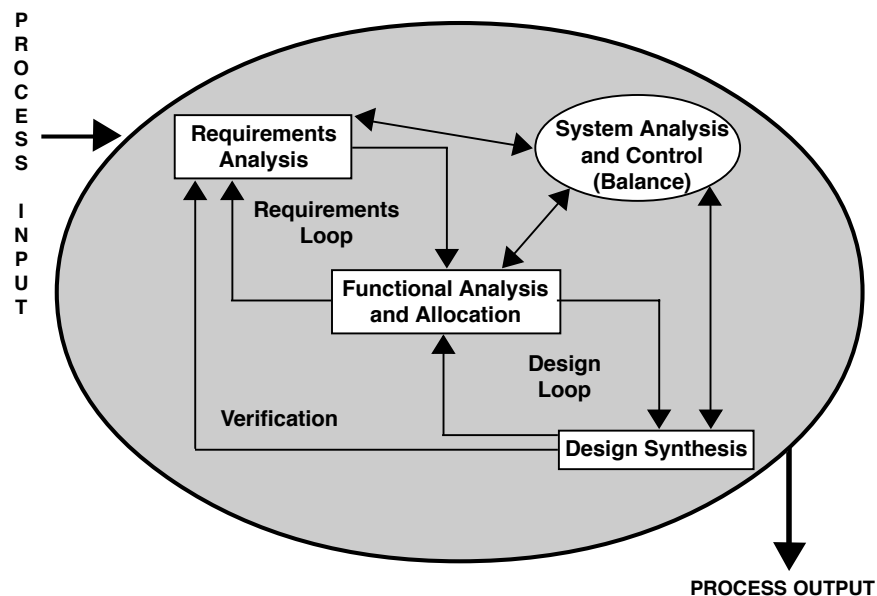 PROCESS INPUT
Requirements
Analysis
System Analysis
and Control
(Balance)
Requirements
Loop
Functional Analysis
and Allocation
Design
Loop
Verification
Design Synthesis
PROCESS OUTPUT